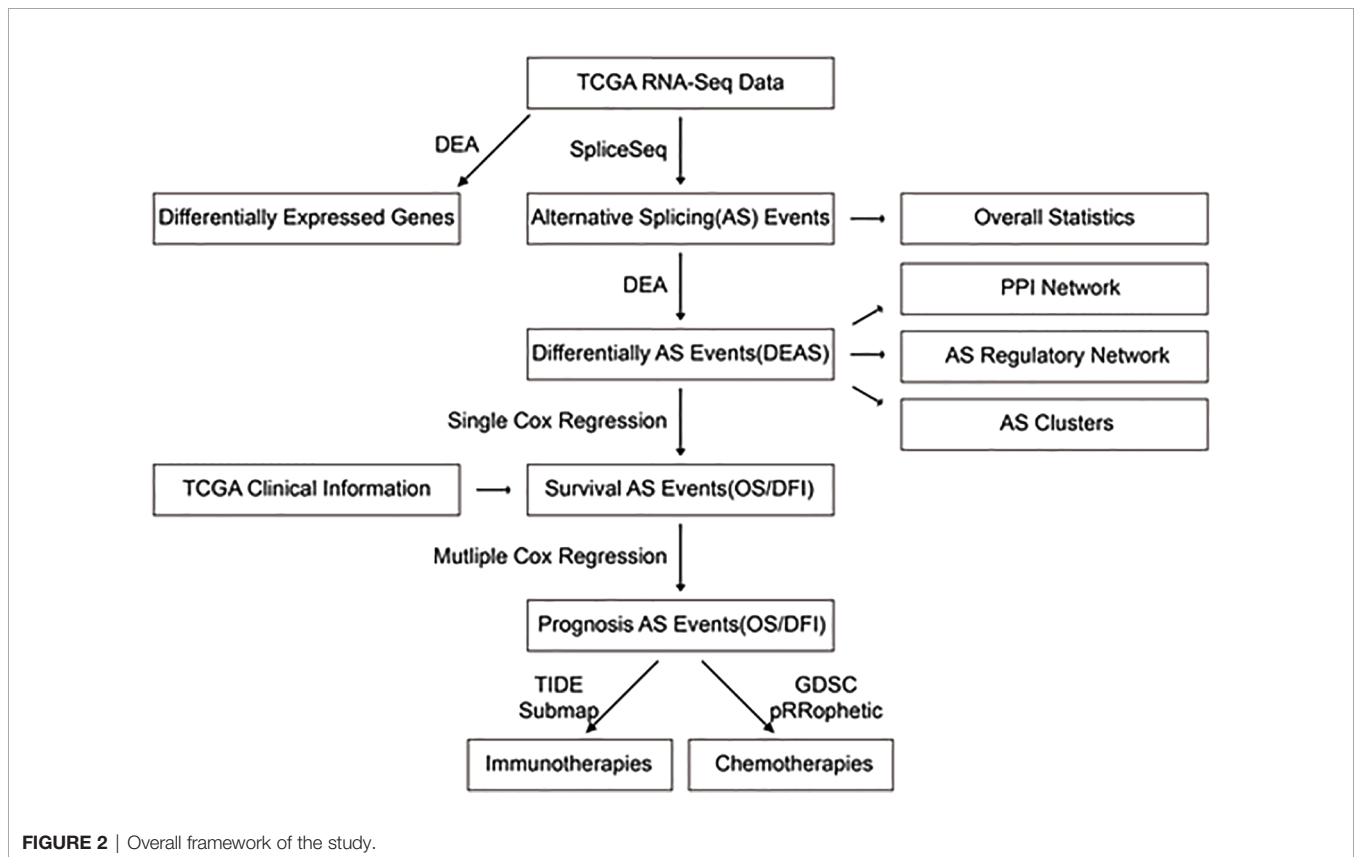 TCGA RNA-Seq Data
DEA
SpliceSeq
Differentially Expressed Genes
Alternative Splicing(AS) Events
Overall Statistics
DEA
PPI Network
Differentially AS Events(DEAS)
AS Regulatory Network
AS Clusters
Single Cox Regression
TCGA Clinical Information
Survival AS Events(OS/DFI)
Mutliple Cox Regression
Prognosis AS Events(OS/DFI)
TIDE
Submap
GDSC
pRRophetic
Immunotherapies
Chemotherapies
FIGURE 2 | Overall framework of the study.